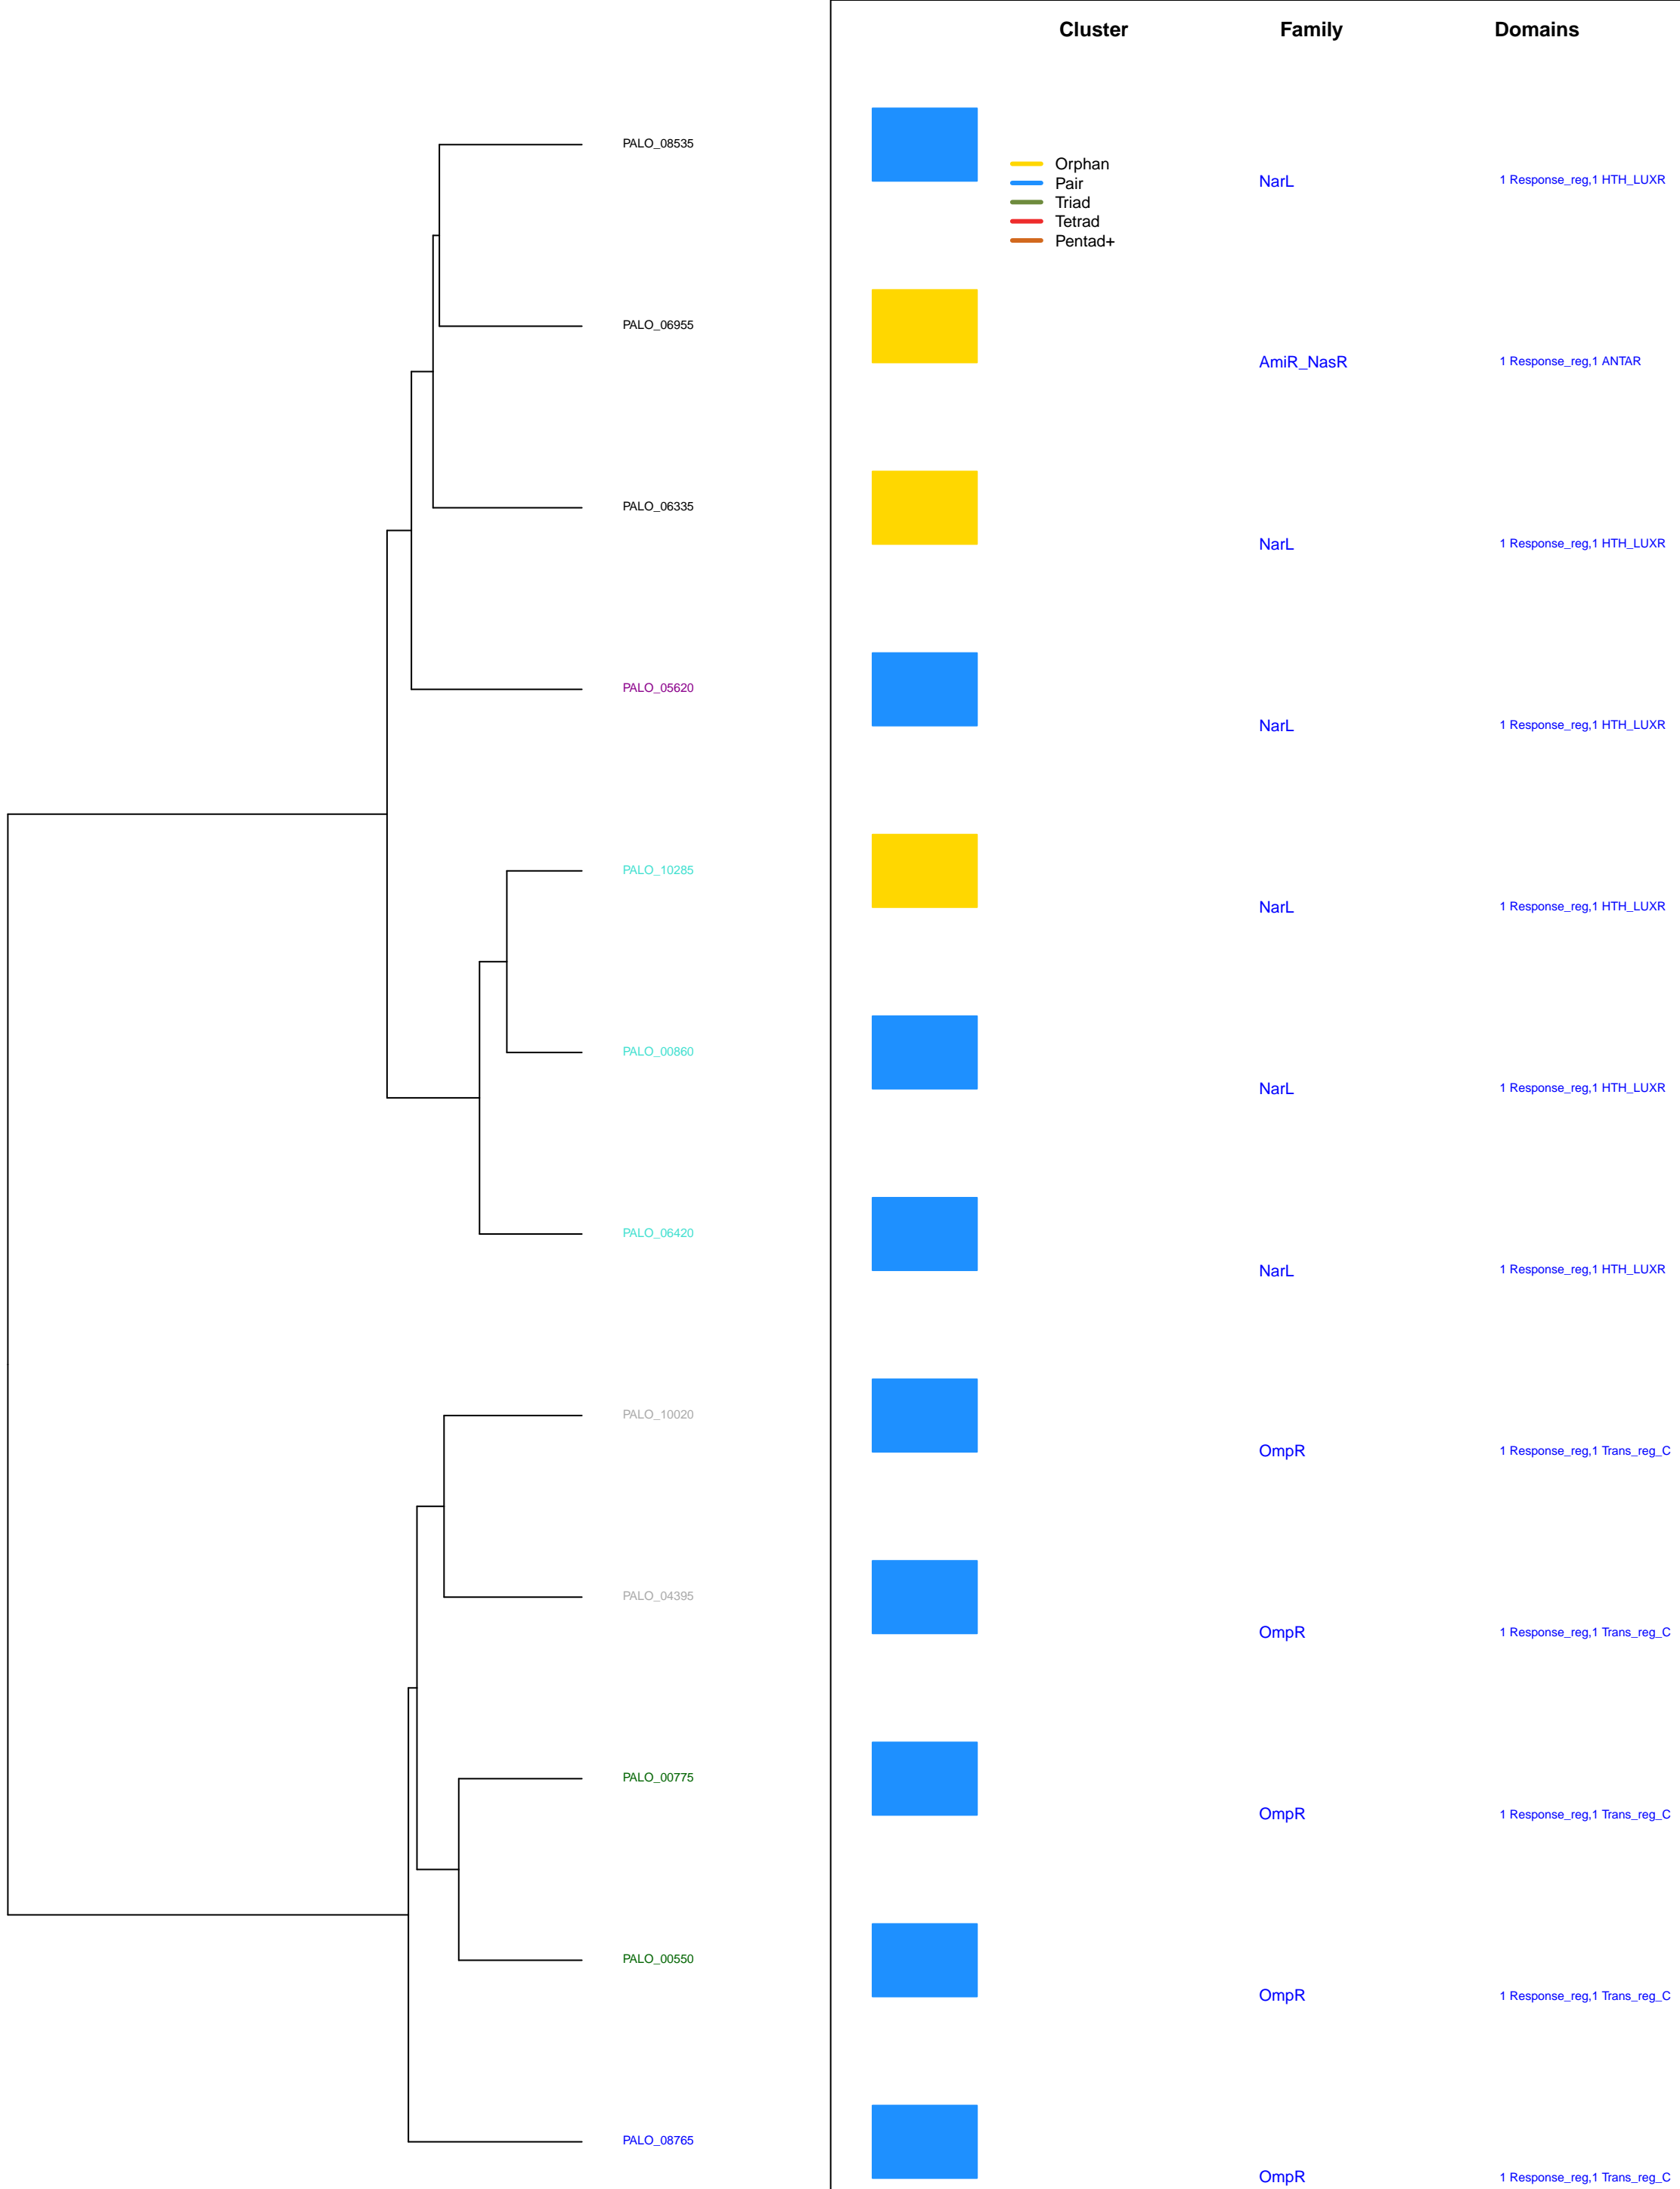 Cluster Family Domains
PALO_08535
Orphan
Pair
Triad
Tetrad
Pentad+
NarL 1 Response_reg,1 HTH_LUXR
PALO_06955
AmiR_NasR 1 Response_reg,1 ANTAR
PALO_06335
NarL 1 Response_reg,1 HTH_LUXR
PALO_05620
NarL 1 Response_reg,1 HTH_LUXR
PALO_10285
NarL 1 Response_reg,1 HTH_LUXR
PALO_00860
NarL 1 Response_reg,1 HTH_LUXR
PALO_06420
NarL 1 Response_reg,1 HTH_LUXR
PALO_10020
OmpR 1 Response_reg,1 Trans_reg_C
PALO_04395
OmpR 1 Response_reg,1 Trans_reg_C
PALO_00775
OmpR 1 Response_reg,1 Trans_reg_C
PALO_00550
OmpR 1 Response_reg,1 Trans_reg_C
PALO_08765
OmpR 1 Response_reg,1 Trans_reg_C